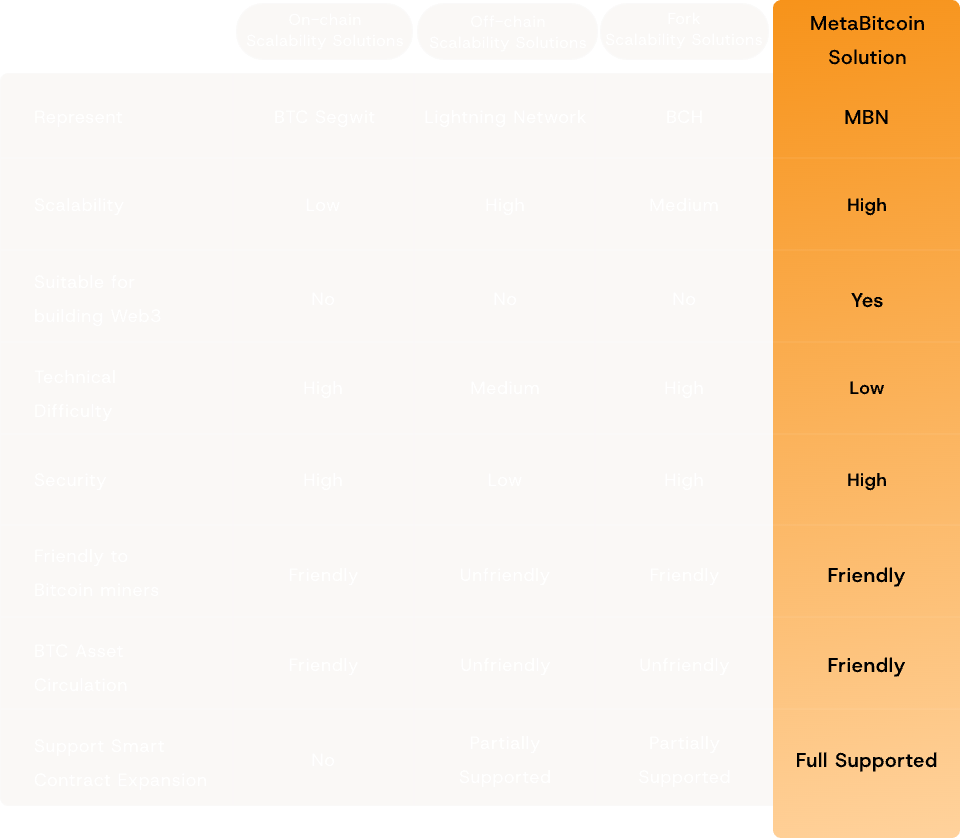 On-chain
Scalability Solutions
Off-chain
Scalability Solutions
Fork
Scalability Solutions
MetaBitcoin
Solution
Represent
BTC Segwit
Lightning Network
BCH
MBN
Scalability
Low
High
Medium
High
Suitable for
building Web3
No
No
No
Yes
Technical
Difficulty
High
Medium
High
Low
Security
High
Low
High
High
Friendly to
Bitcoin miners
Friendly
Unfriendly
Friendly
Friendly
BTC Asset
Circulation
Friendly
Unfriendly
Unfriendly
Friendly
Support Smart
Contract Expansion
No
Partially
Supported
Partially
Supported
Full Supported